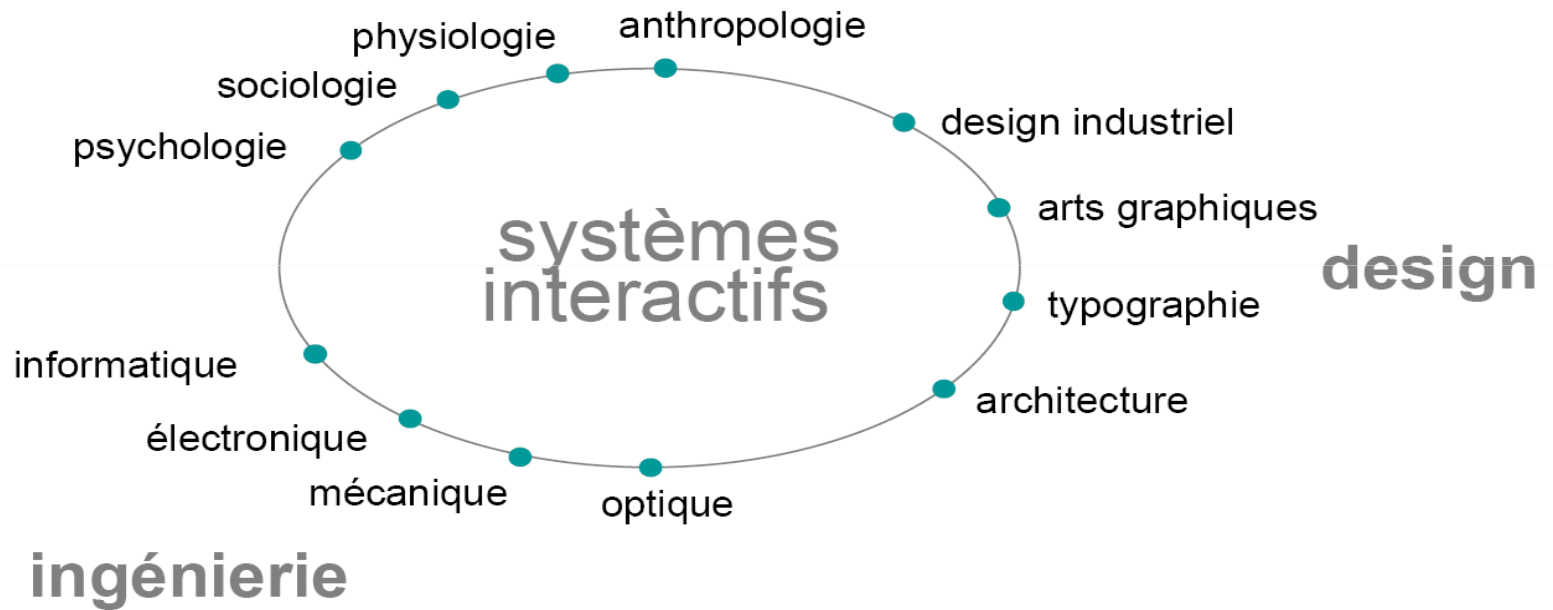 anthropologie
physiologie
sociologie
psychologie
design industriel
arts graphiques
systèmes
interactifs
design
typographie
informatique
architecture
électronique
mécanique
optique
ingénierie